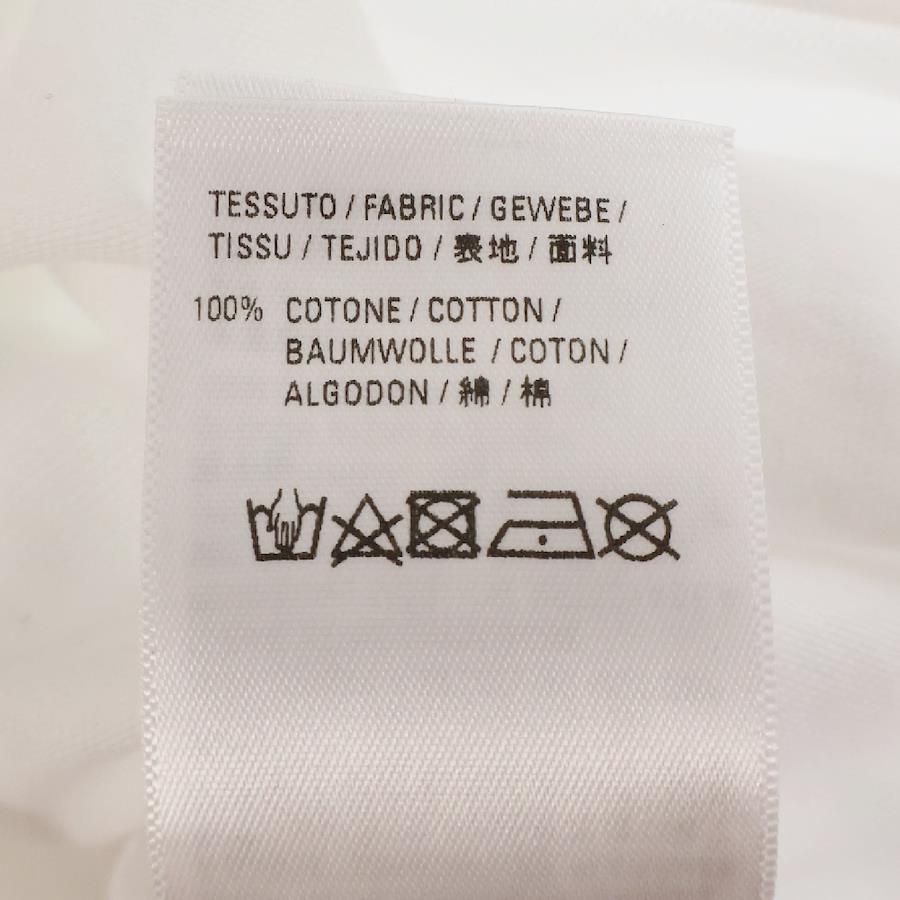 TESSUTO / FABRIC / GEWEBE /
TISSU / TEJIDO / 表地 / 面料
100% COTONE / COTTON /
BAUMWOLLE / COTON /
ALGODON / 綿 / 棉